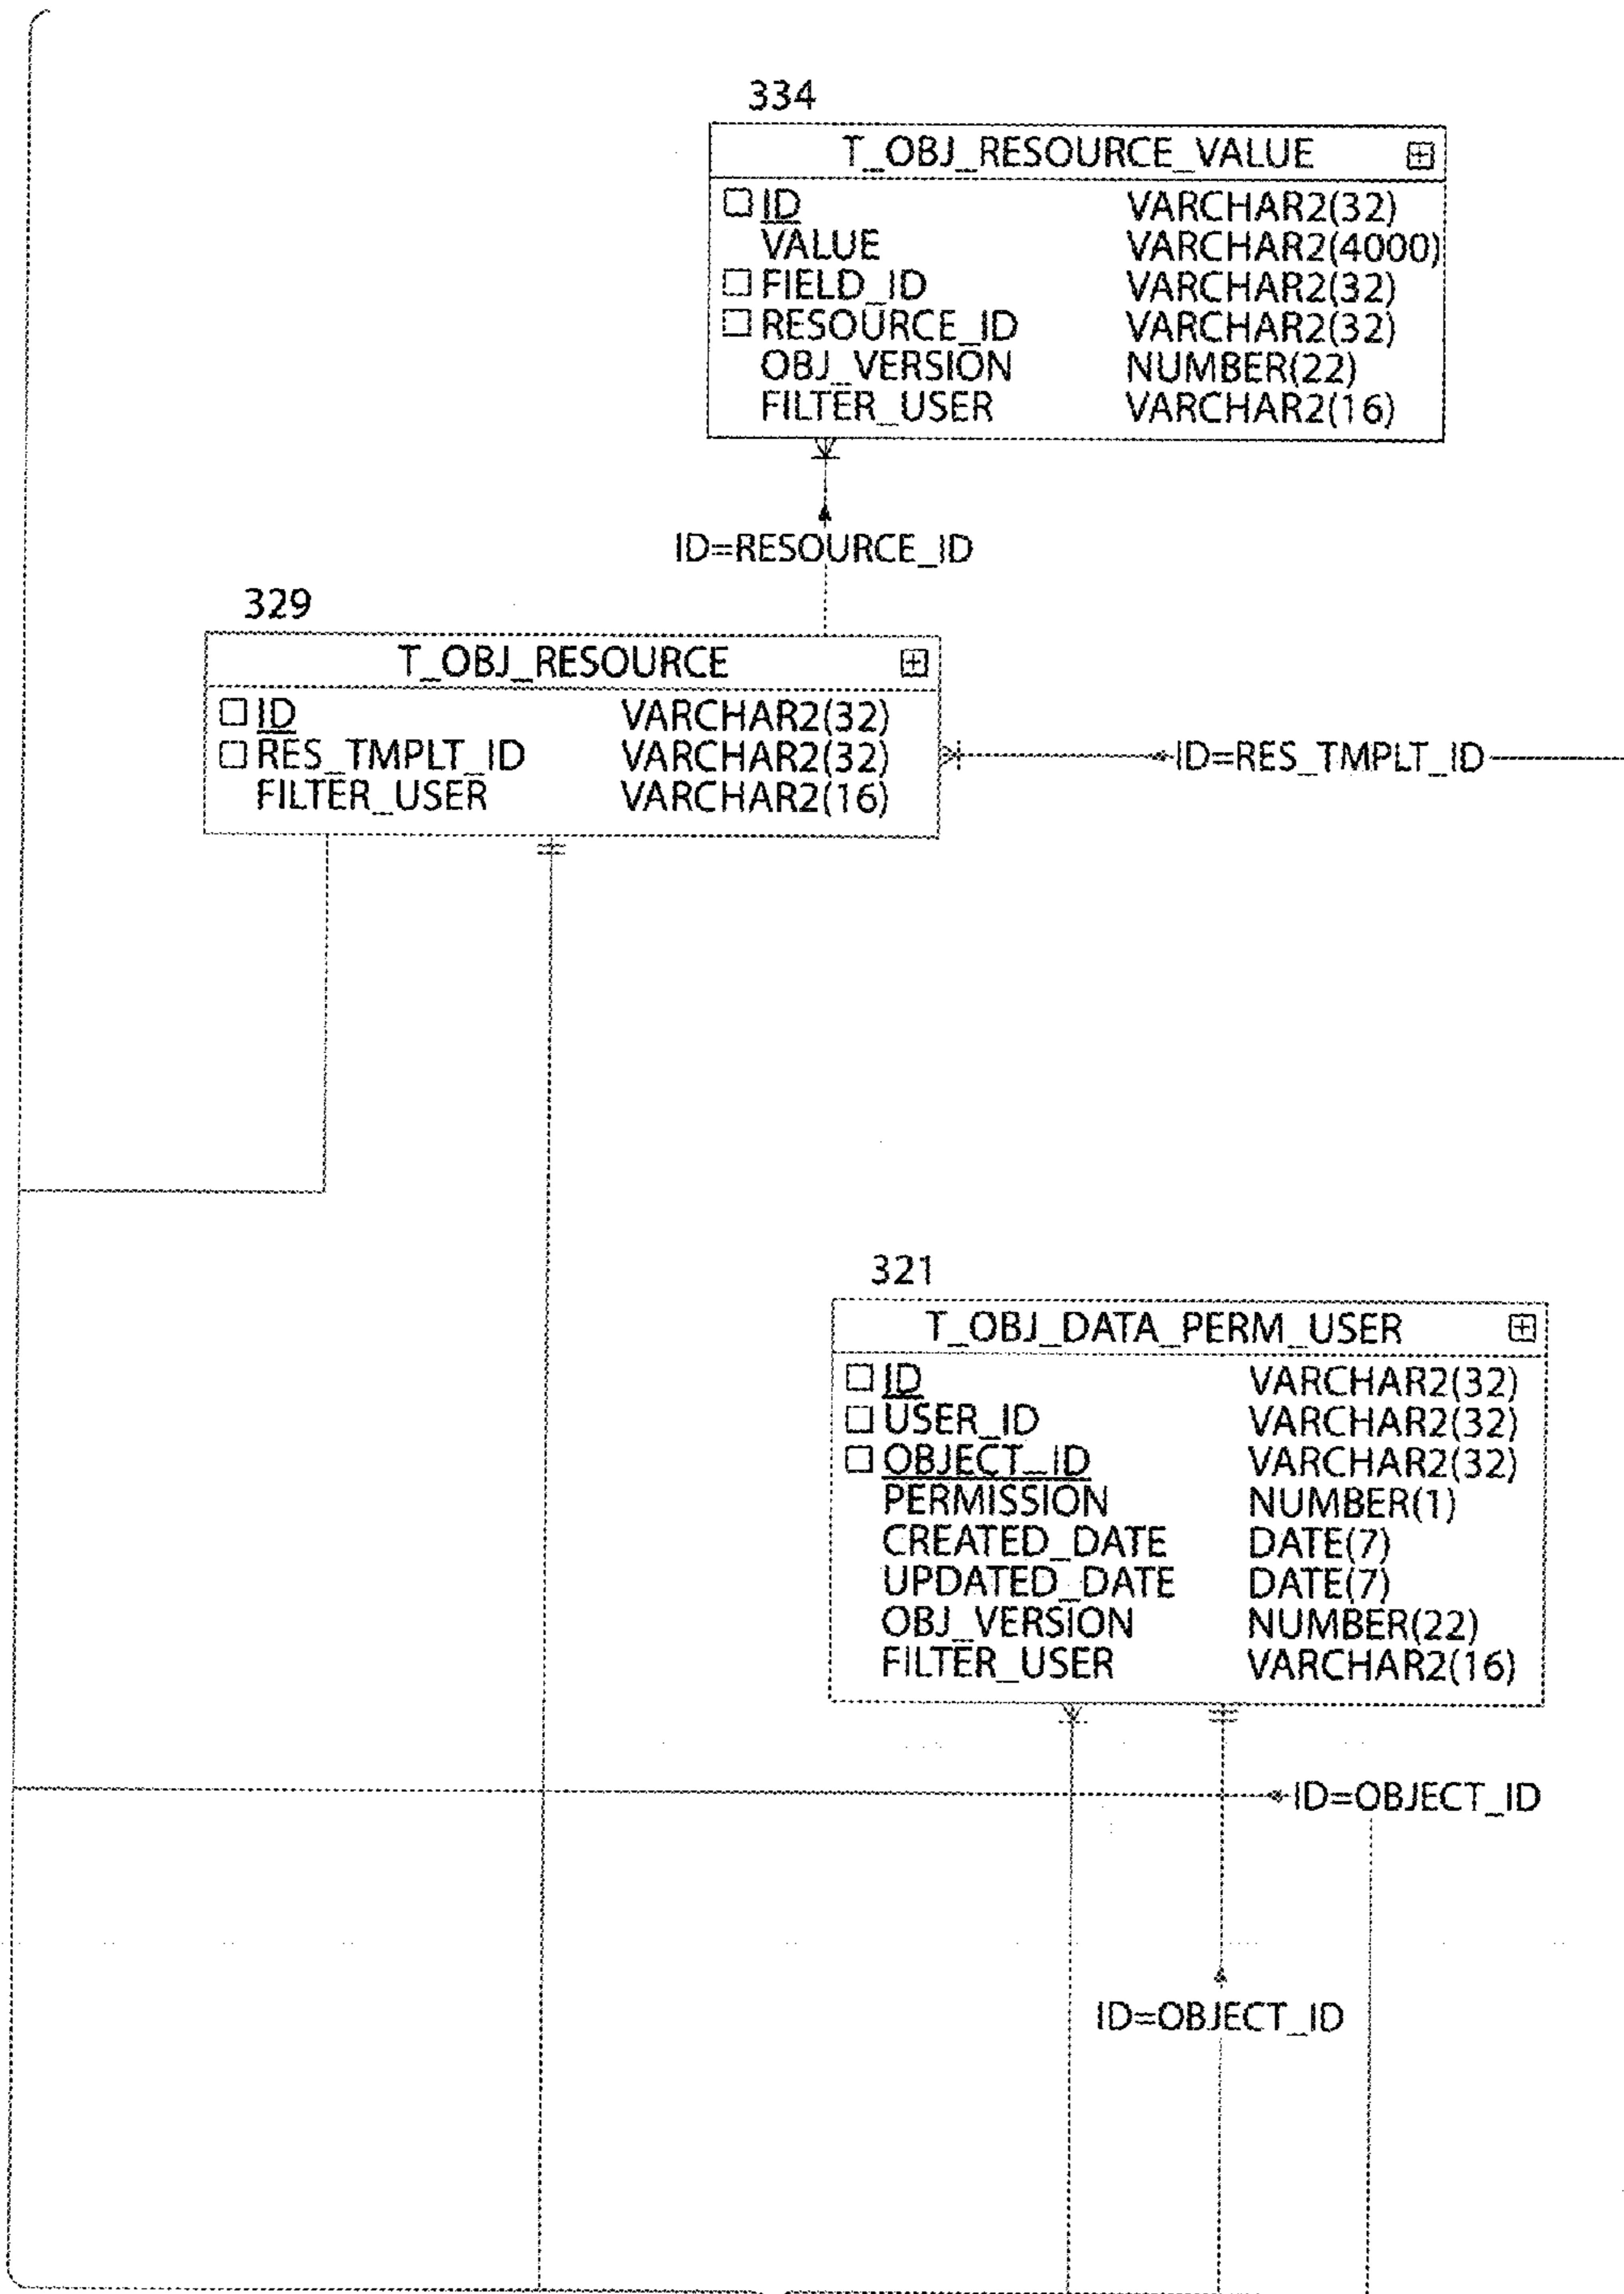 334
T_OBJ_RESOURCE_VALUE
ID VARCHAR2(32)
VALUE VARCHAR2(4000)
FIELD_ID VARCHAR2(32)
RESOURCE_ID VARCHAR2(32)
OBJ_VERSION NUMBER(22)
FILTER_USER VARCHAR2(16)
ID=RESOURCE_ID
329
T_OBJ_RESOURCE
ID VARCHAR2(32)
RES_TMPLT_ID VARCHAR2(32)
FILTER_USER VARCHAR2(16)
ID=RES_TMPLT_ID
321
T_OBJ_DATA_PERM_USER
ID VARCHAR2(32)
USER_ID VARCHAR2(32)
OBJECT_ID VARCHAR2(32)
PERMISSION NUMBER(1)
CREATED_DATE DATE(7)
UPDATED_DATE DATE(7)
OBJ_VERSION NUMBER(22)
FILTER_USER VARCHAR2(16)
ID=OBJECT_ID
ID=OBJECT_ID